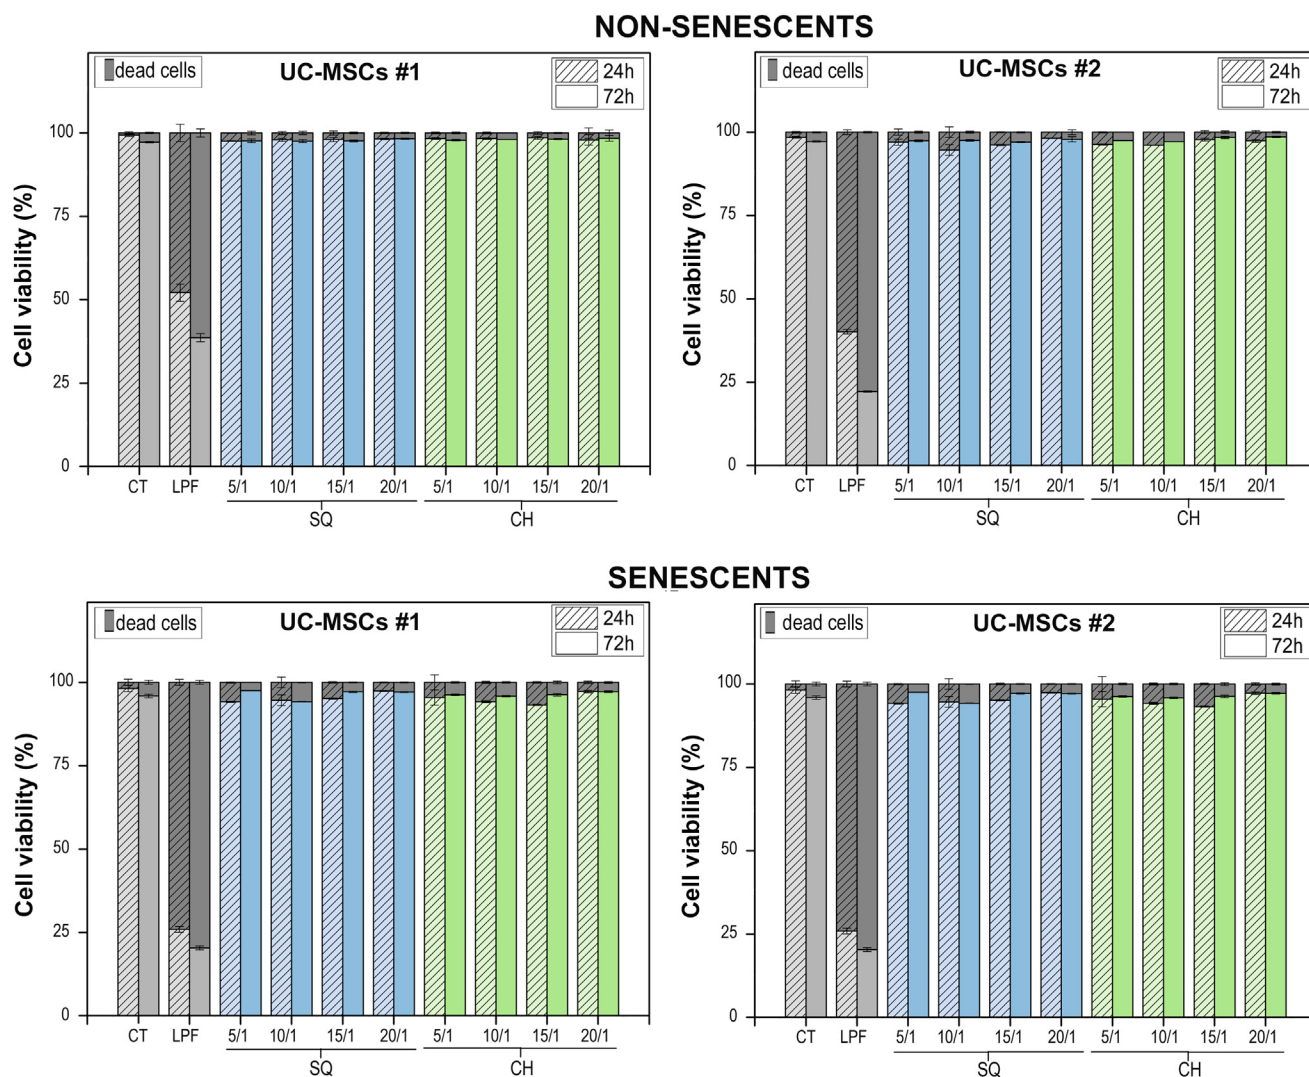 NON-SENESCENTS
dead cells
UC-MSCs #1
24h
72h
Cell viability (%)
100
75
50
25
0
CT LPF 5/1 10/1 15/1 20/1 5/1 10/1 15/1 20/1
SQ CH
dead cells
UC-MSCs #2
24h
72h
Cell viability (%)
100
75
50
25
0
CT LPF 5/1 10/1 15/1 20/1 5/1 10/1 15/1 20/1
SQ CH
SENESCENTS
dead cells
UC-MSCs #1
24h
72h
Cell viability (%)
100
75
50
25
0
CT LPF 5/1 10/1 15/1 20/1 5/1 10/1 15/1 20/1
SQ CH
dead cells
UC-MSCs #2
24h
72h
Cell viability (%)
100
75
50
25
0
CT LPF 5/1 10/1 15/1 20/1 5/1 10/1 15/1 20/1
SQ CH